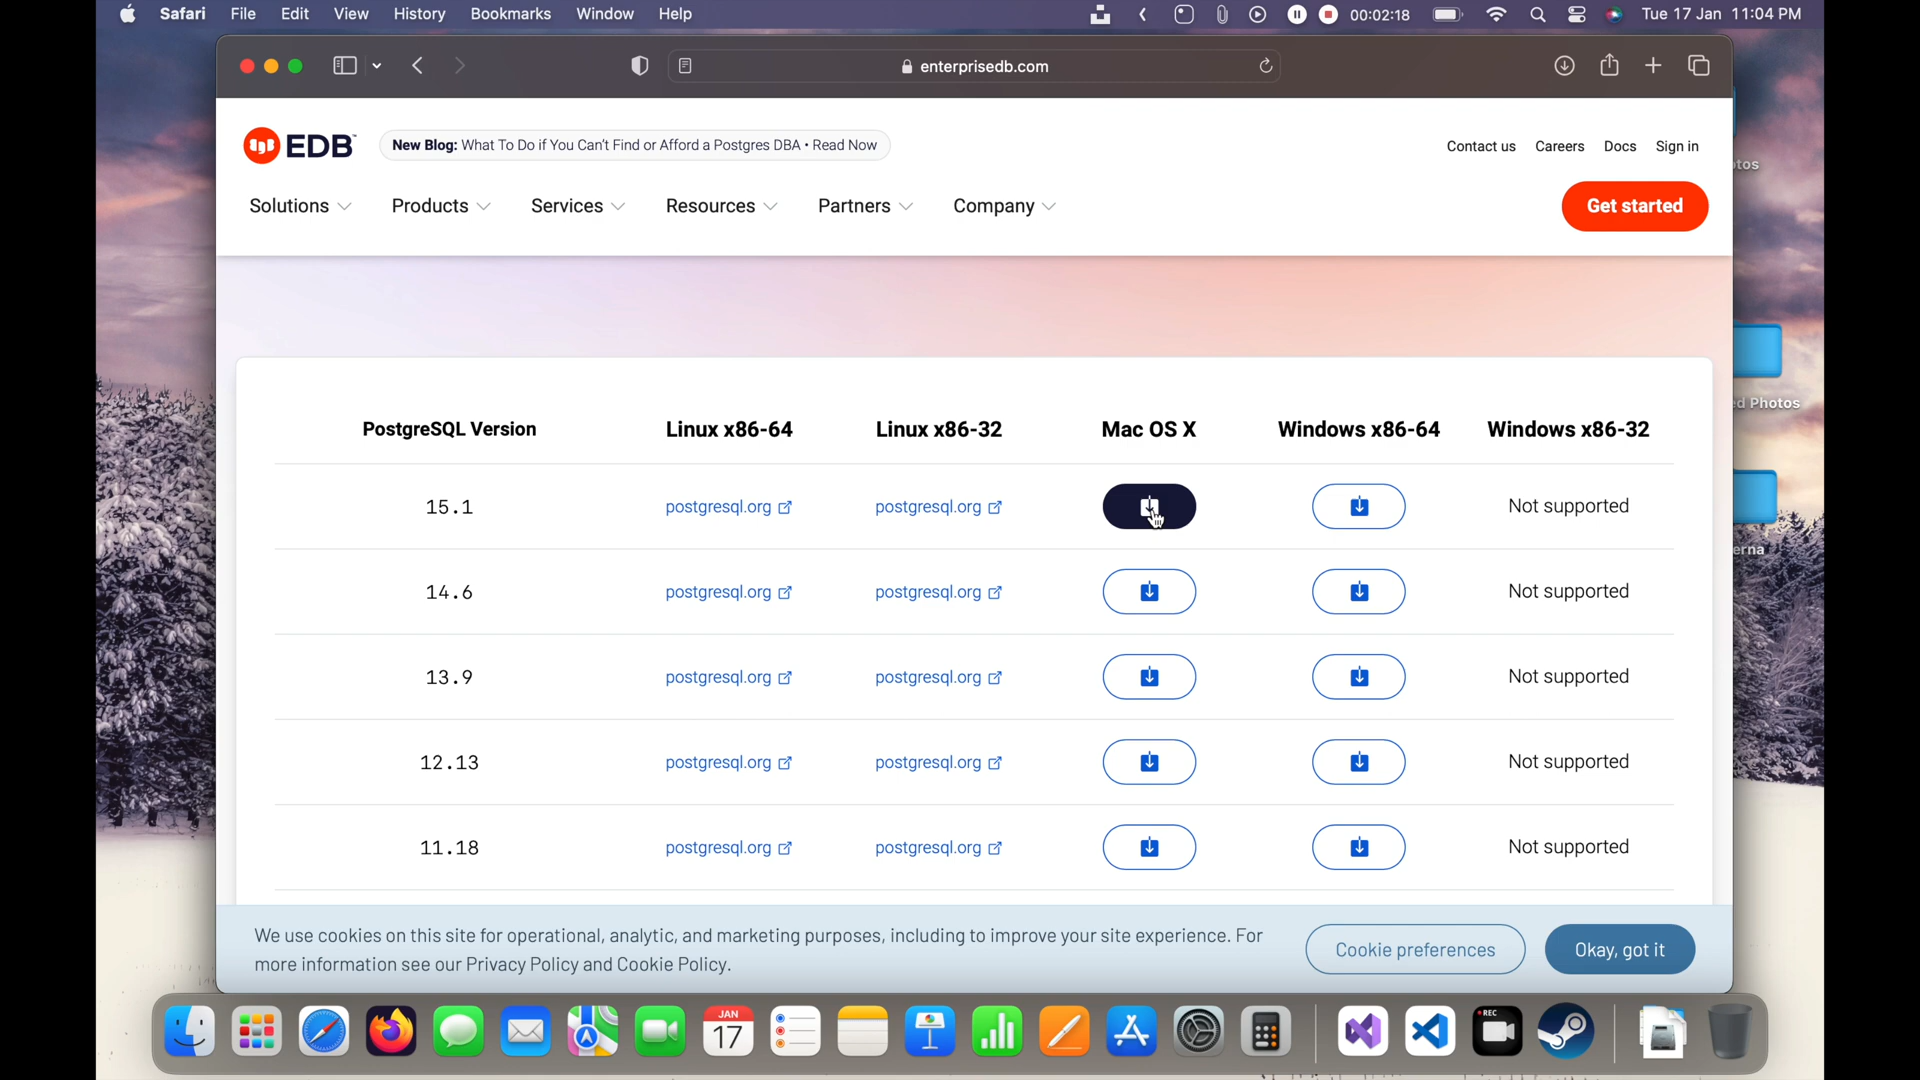 Safari File Edit View History Bookmarks Window Help 00:02:18 Tue 17 Jan 11:04 PM
enterprisedb.com
EDB™ New Blog: What To Do if You Can't Find or Afford a Postgres DBA • Read Now Contact us Careers Docs Sign in
Solutions Products Services Resources Partners Company Get started
PostgreSQL Version Linux x86-64 Linux x86-32 Mac OS X Windows x86-64 Windows x86-32
15.1 postgresql.org postgresql.org Not supported
14.6 postgresql.org postgresql.org Not supported
13.9 postgresql.org postgresql.org Not supported
12.13 postgresql.org postgresql.org Not supported
11.18 postgresql.org postgresql.org Not supported
tos
d Photos
erna
We use cookies on this site for operational, analytic, and marketing purposes, including to improve your site experience. For
more information see our Privacy Policy and Cookie Policy.
Cookie preferences Okay, got it
JAN
17
REC